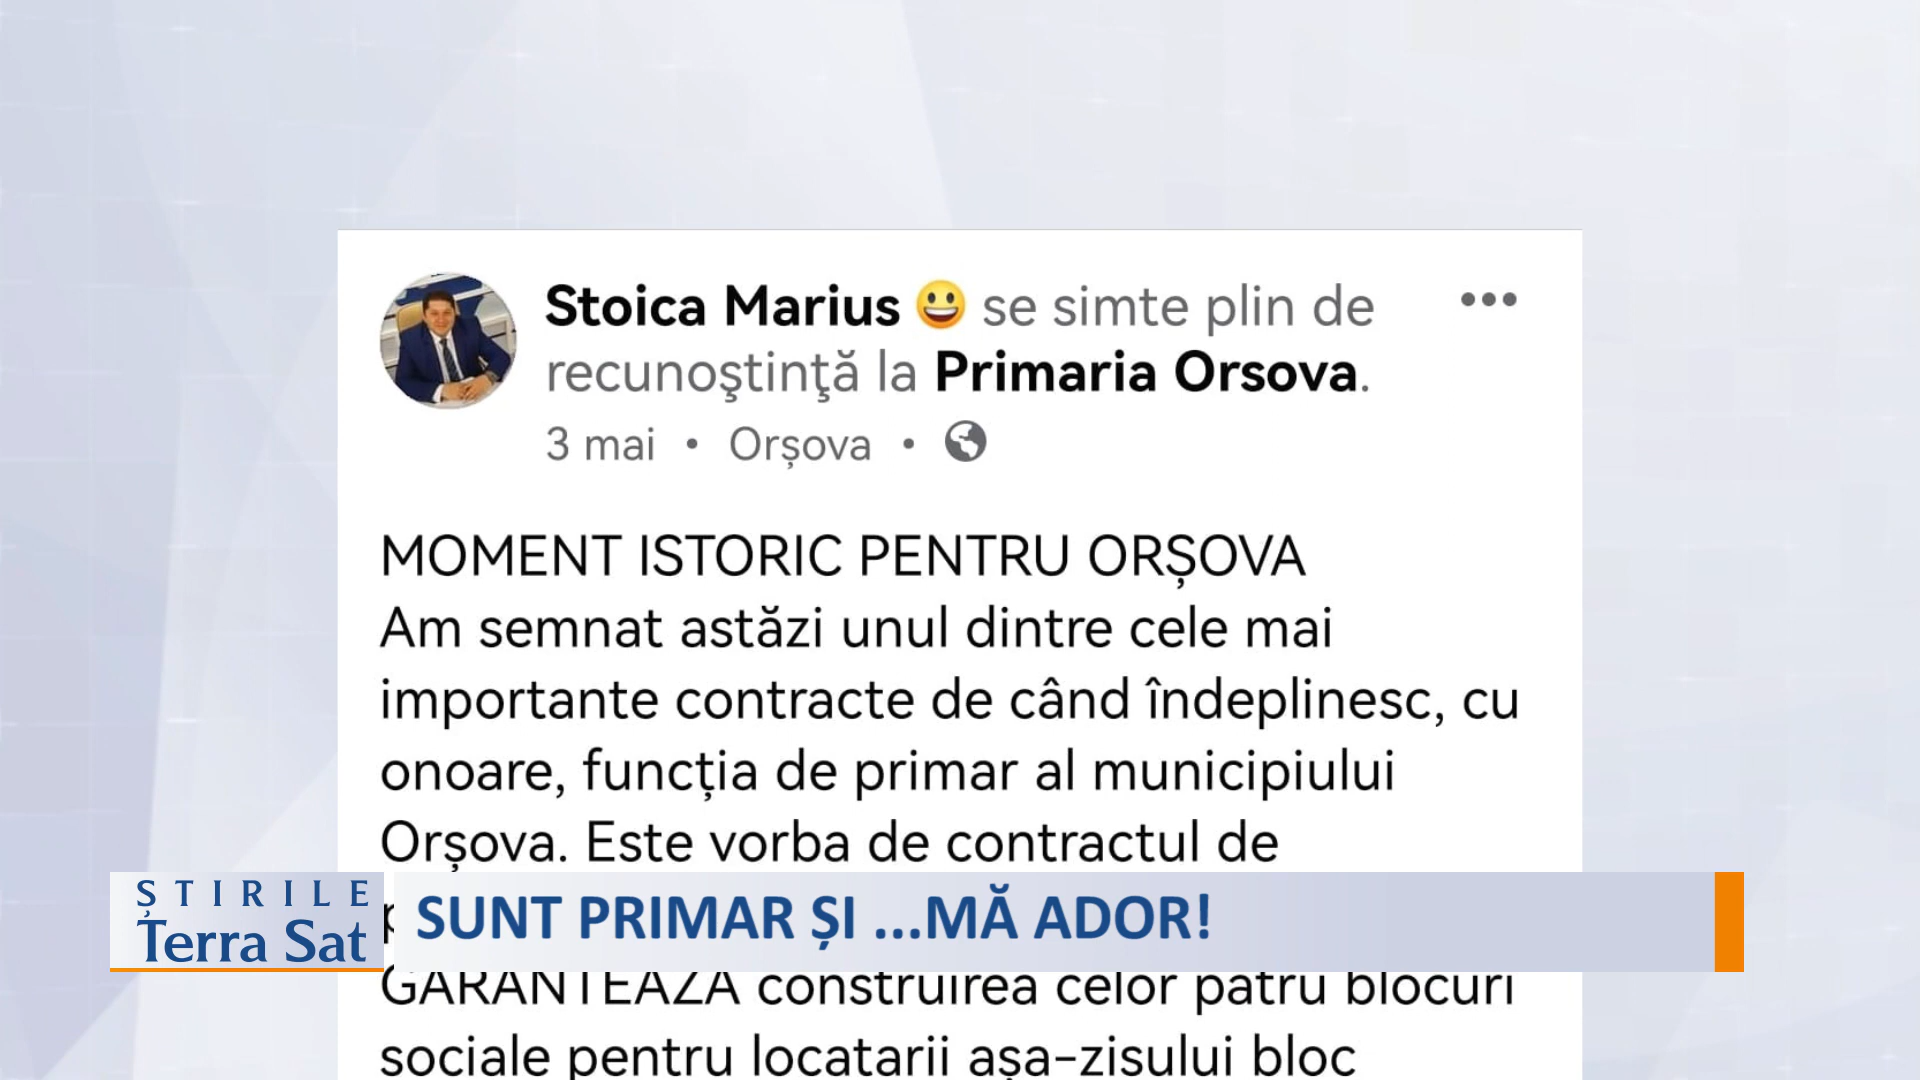 Stoica Marius 😀 se simte plin de
recunoştinţă la Primaria Orsova.
3 mai • Orșova •
MOMENT ISTORIC PENTRU ORȘOVA
Am semnat astăzi unul dintre cele mai
importante contracte de când îndeplinesc, cu
onoare, funcția de primar al municipiului
Orșova. Este vorba de contractul de
GARANTEAZĂ construirea celor patru blocuri
sociale pentru locatarii așa-zisului bloc
ȘTIRILE
Terra Sat
SUNT PRIMAR ȘI ...MĂ ADOR!